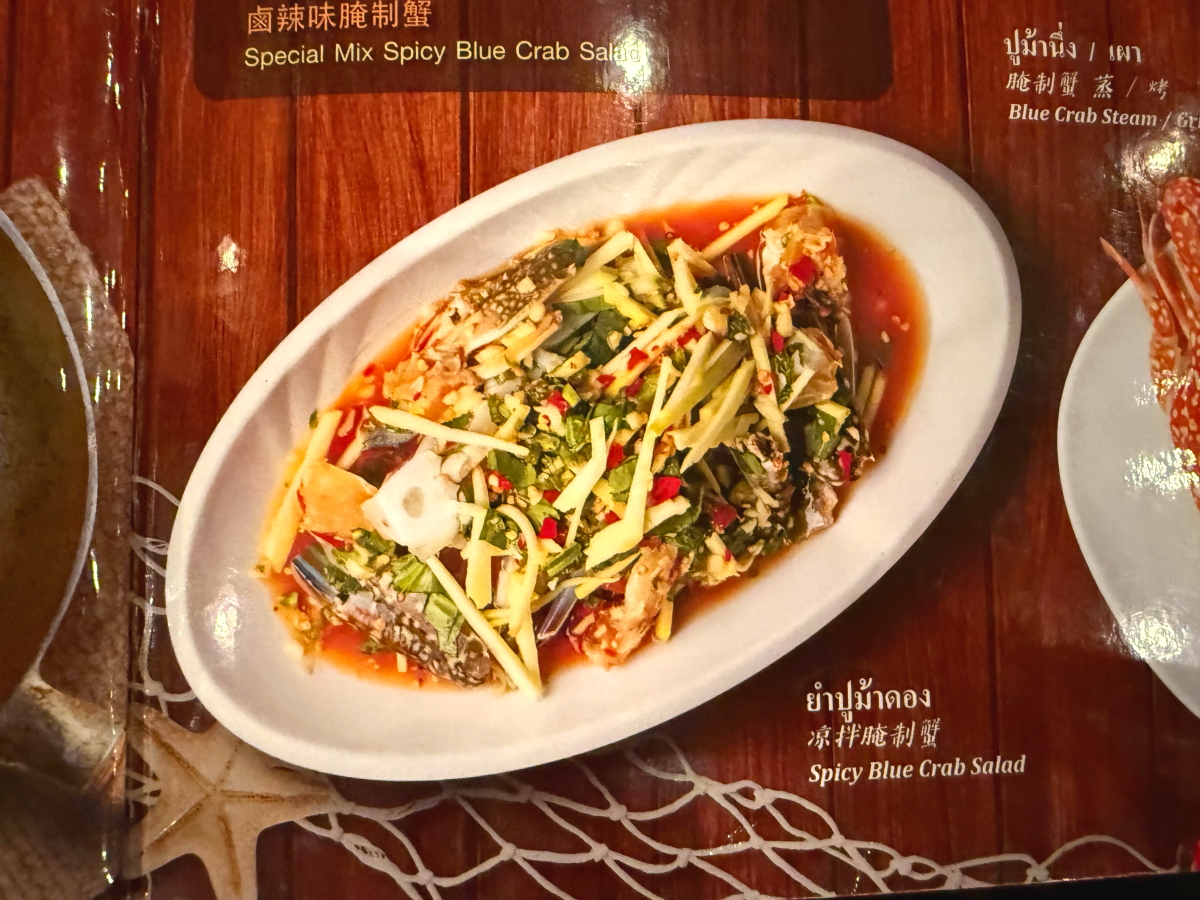 鹵辣味腌制蟹
Special Mix Spicy Blue Crab Salad
ปูม้านึ่ง / เผา
腌制蟹 蒸 / 烤
Blue Crab Steam /
ยำปูม้าดอง
凉拌腌制蟹
Spicy Blue Crab Salad